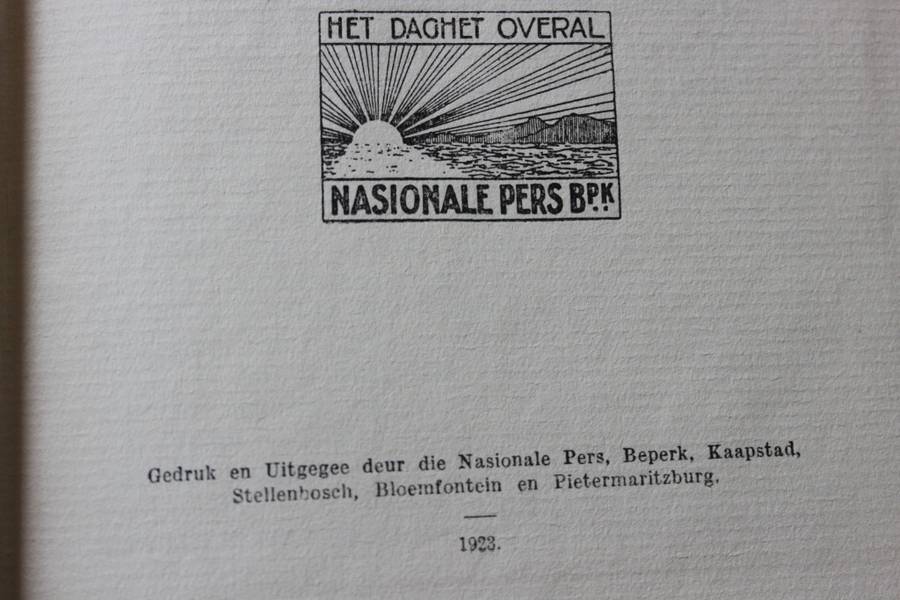 HET DAGHET OVERAL
NASIONALE PERS BPK
Gedruk en Uitgegee deur die Nasionale Pers, Beperk, Kaapstad,
Stellenbosch, Bloemfontein en Pietermaritzburg.
1923.